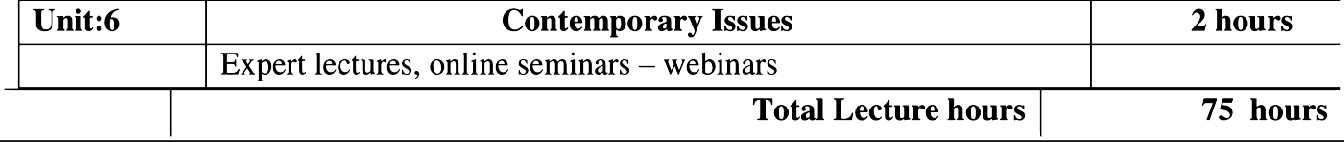 Unit:6 Contemporary Issues 2 hours
Expert lectures, online seminars – webinars
Total Lecture hours 75 hours